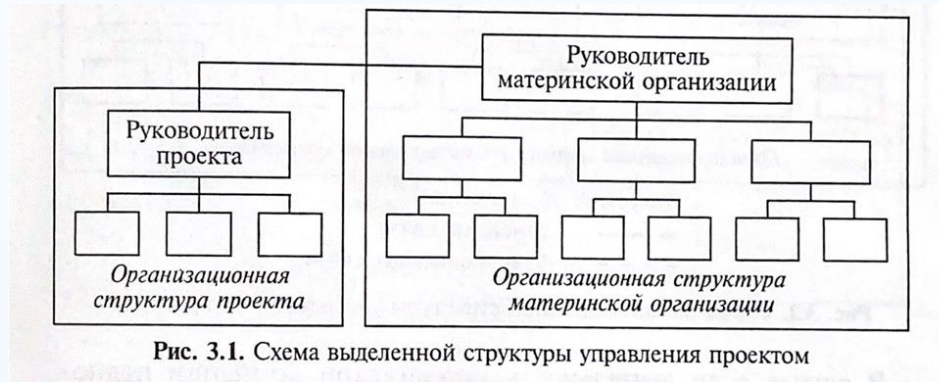 Руководитель
материнской организации
Руководитель
проекта
Организационная
структура проекта
Организационная структура
материнской организации
Рис. 3.1. Схема выделенной структуры управления проектом